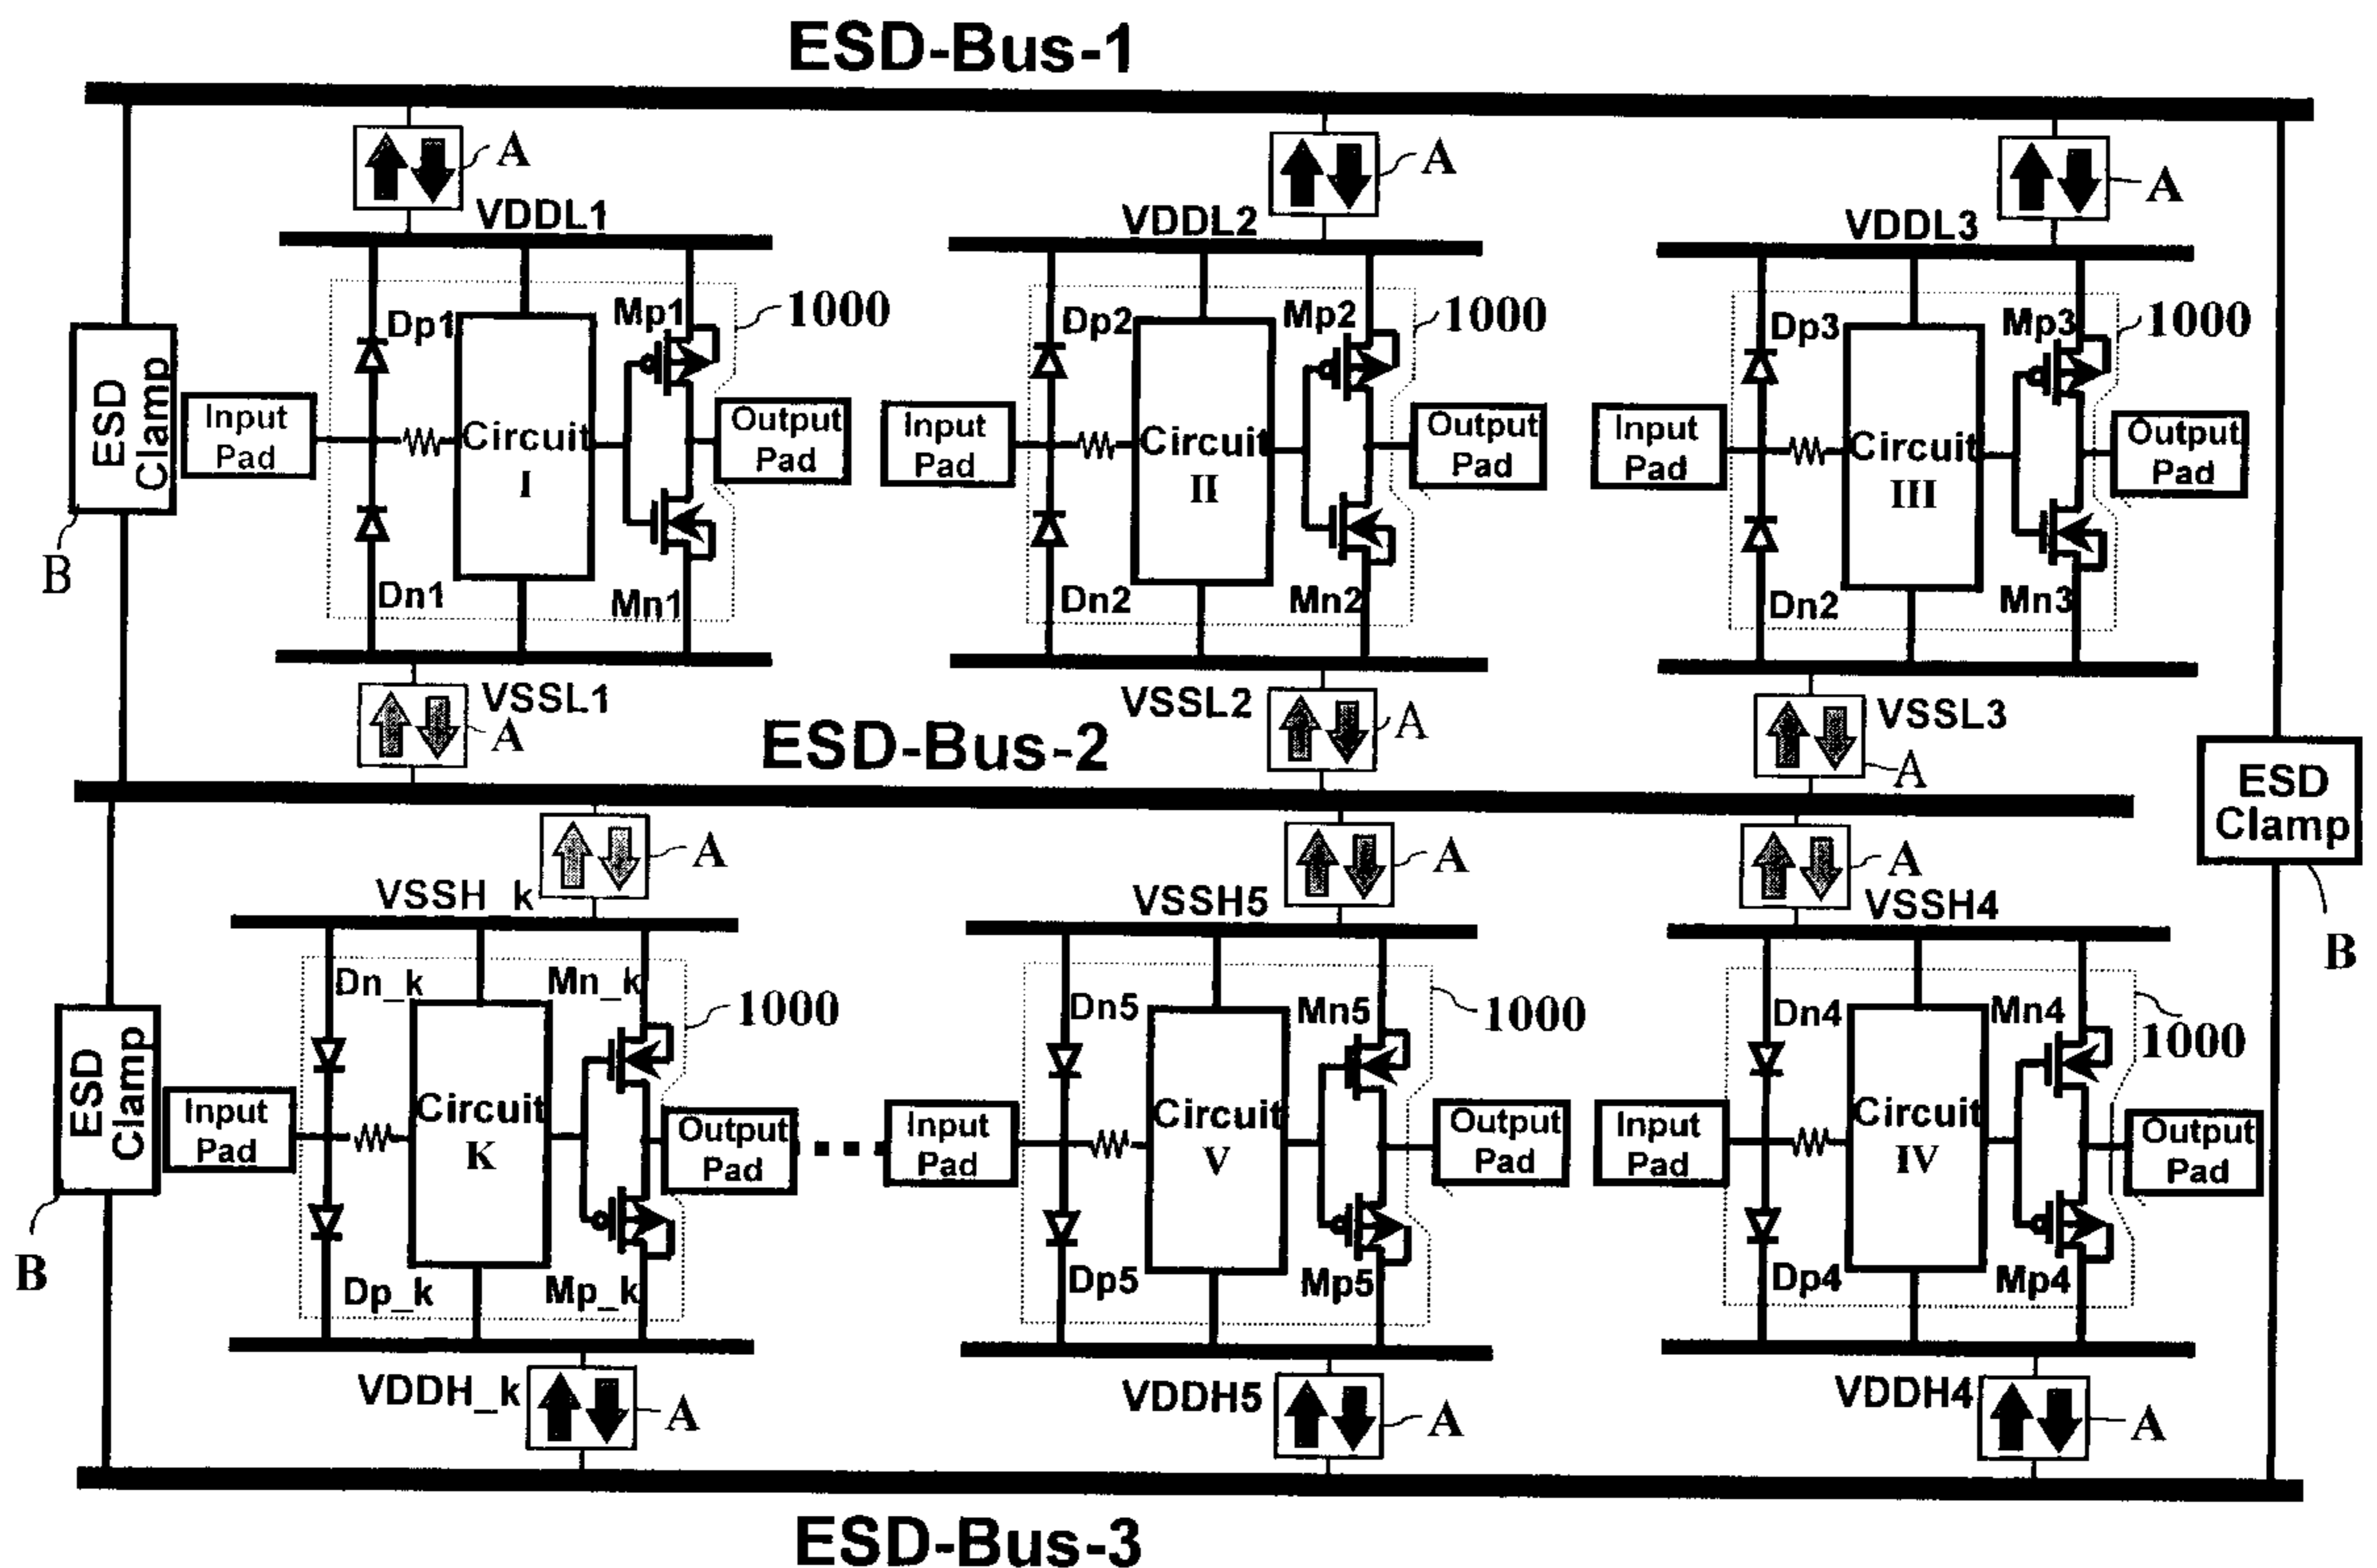 ESD-Bus-1
A
A
A
VDDL1
VDDL2
VDDL3
Dp1
Mp1
1000
Dp2
Mp2
1000
Dp3
Mp3
1000
ESD
Clamp
B
Input
Pad
Circuit
I
Output
Pad
Input
Pad
Circuit
II
Output
Pad
Input
Pad
Circuit
III
Output
Pad
Dn1
Mn1
Dn2
Mn2
Dn2
Mn3
VSSL1
A
VSSL2
A
VSSL3
A
ESD-Bus-2
ESD
Clamp
B
A
A
A
VSSH_k
VSSH5
VSSH4
Dn_k
Mn_k
1000
Dn5
Mn5
1000
Dn4
Mn4
1000
ESD
Clamp
B
Input
Pad
Circuit
K
Output
Pad
Input
Pad
Circuit
V
Output
Pad
Input
Pad
Circuit
IV
Output
Pad
Dp_k
Mp_k
Dp5
Mp5
Dp4
Mp4
VDDH_k
A
VDDH5
A
VDDH4
A
ESD-Bus-3